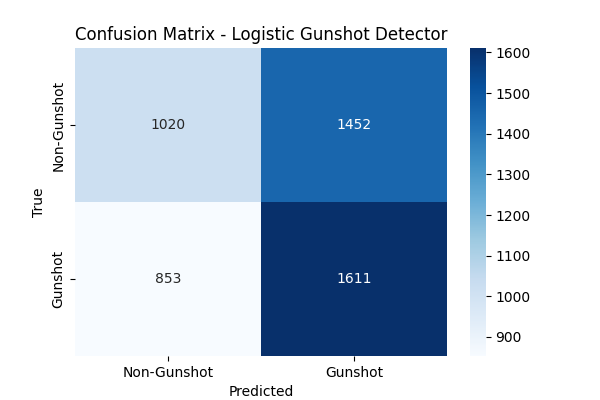 Confusion Matrix - Logistic Gunshot Detector
Non-Gunshot
1020
1452
Gunshot
853
1611
True
Non-Gunshot
Gunshot
Predicted
1600
1500
1400
1300
1200
1100
1000
900